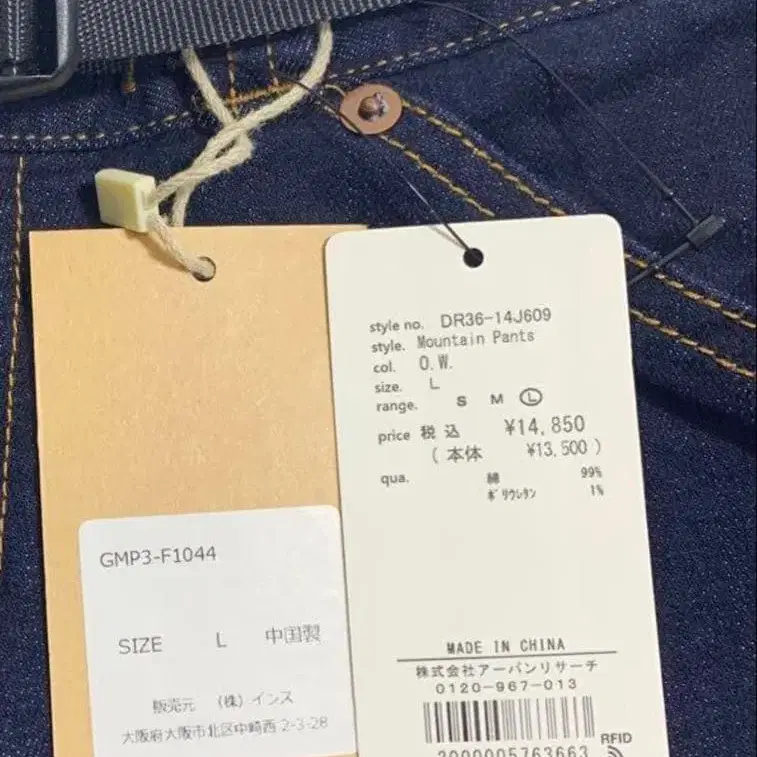 GMP3-F1044
SIZE L 中国製
販売元 (株) インス
大阪府大阪市北区中崎西 2-3-28
style no. DR36-14J609
style. Mountain Pants
col. O.W.
size. L
range. S M L
price 税込 ¥14,850
(本体 ¥13,500)
qua. 綿 99%
ポリウレタン 1%
MADE IN CHINA
株式会社アーバンリサーチ
0120-967-013
RFID
2000005763663